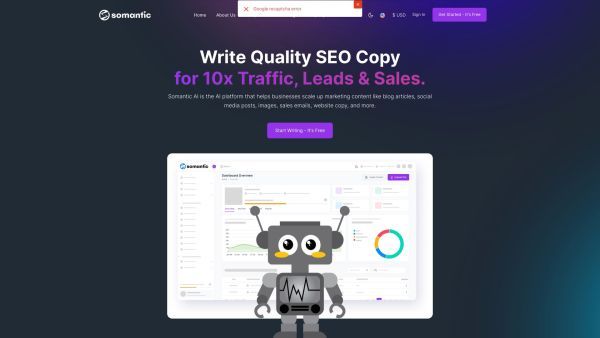 somantic
Home
About Us
Google recaptcha error
x
$ USD
Sign In
Get Started - It's Free
Write Quality SEO Copy
for 10x Traffic, Leads & Sales.
Somantic AI is the AI platform that helps businesses scale up marketing content like blog articles, social
media posts, images, sales emails, website copy, and more.
Start Writing - It's Free
somantic
Dashboard Overview